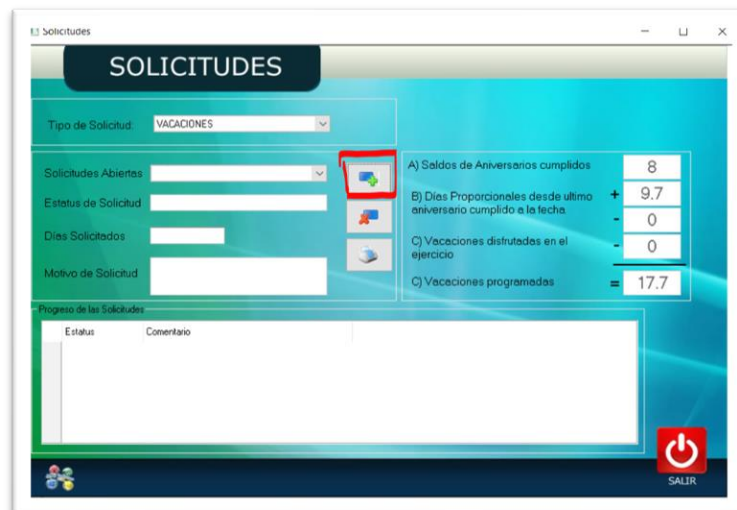 Solicitudes
SOLICITUDES
Tipo de Solicitud: VACACIONES
Solicitudes Abiertas
Estatus de Solicitud
Días Solicitados
Motivo de Solicitud
A) Saldos de Aniversarios cumplidos 8
B) Días Proporcionales desde ultimo aniversario cumplido a la fecha + 9.7
- 0
C) Vacaciones disfrutadas en el ejercicio - 0
C) Vacaciones programadas = 17.7
Progreso de las Solicitudes
Estatus Comentario
SALIR